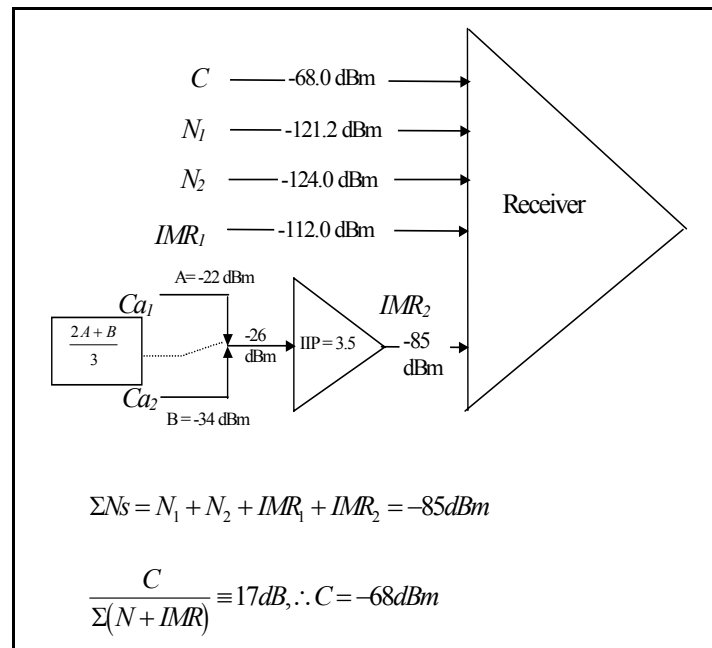 C -68.0 dBm
N₁ -121.2 dBm
N₂ -124.0 dBm
Receiver
IMR₁ -112.0 dBm
A= -22 dBm
Ca₁
IMR₂
(2A + B)/3
-26
dBm
IIP = 3.5
-85
dBm
Ca₂
B = -34 dBm
ΣNs = N₁ + N₂ + IMR₁ + IMR₂ = −85dBm
C/Σ(N + IMR) ≡ 17dB, ∴ C = −68dBm